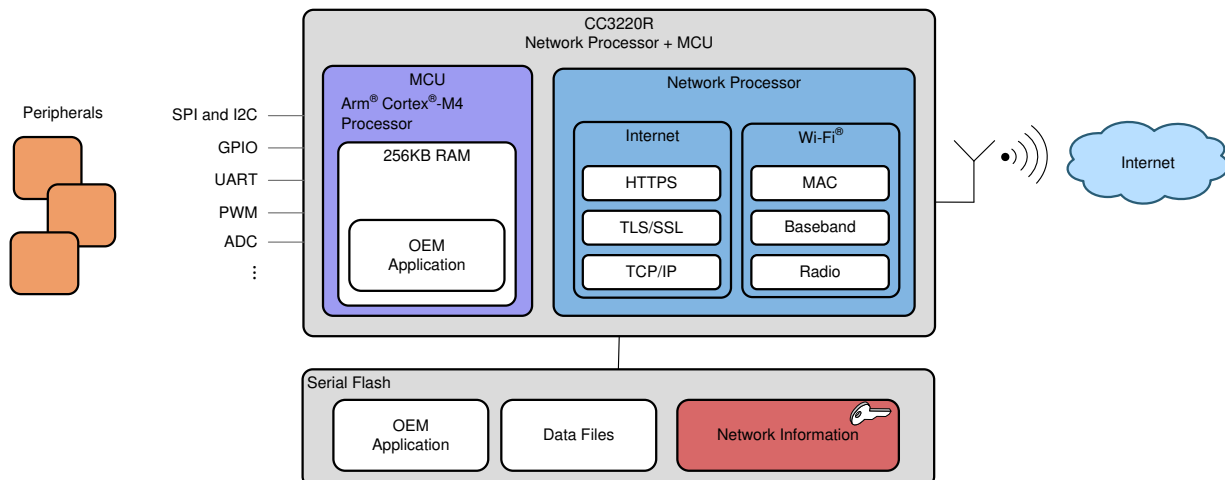 CC3220R
Network Processor + MCU
MCU
Arm® Cortex®-M4
Processor
256KB RAM
OEM
Application
Network Processor
Internet
HTTPS
TLS/SSL
TCP/IP
Wi-Fi®
MAC
Baseband
Radio
Peripherals
SPI and I2C
GPIO
UART
PWM
ADC
Internet
Serial Flash
OEM
Application
Data Files
Network Information